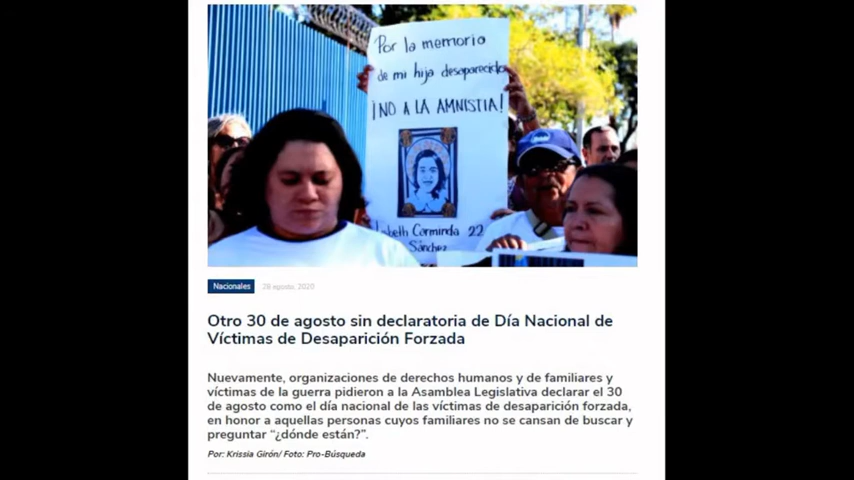 Por la memoria
de mi hija desaparecida
¡NO A LA AMNISTIA!
Carminda 22
Sánchez
Nacionales
28 agosto, 2020
Otro 30 de agosto sin declaratoria de Día Nacional de
Víctimas de Desaparición Forzada
Nuevamente, organizaciones de derechos humanos y de familiares y
víctimas de la guerra pidieron a la Asamblea Legislativa declarar el 30
de agosto como el día nacional de las víctimas de desaparición forzada,
en honor a aquellas personas cuyos familiares no se cansan de buscar y
preguntar “¿dónde están?”.
Por: Krissia Girón/ Foto: Pro-Búsqueda